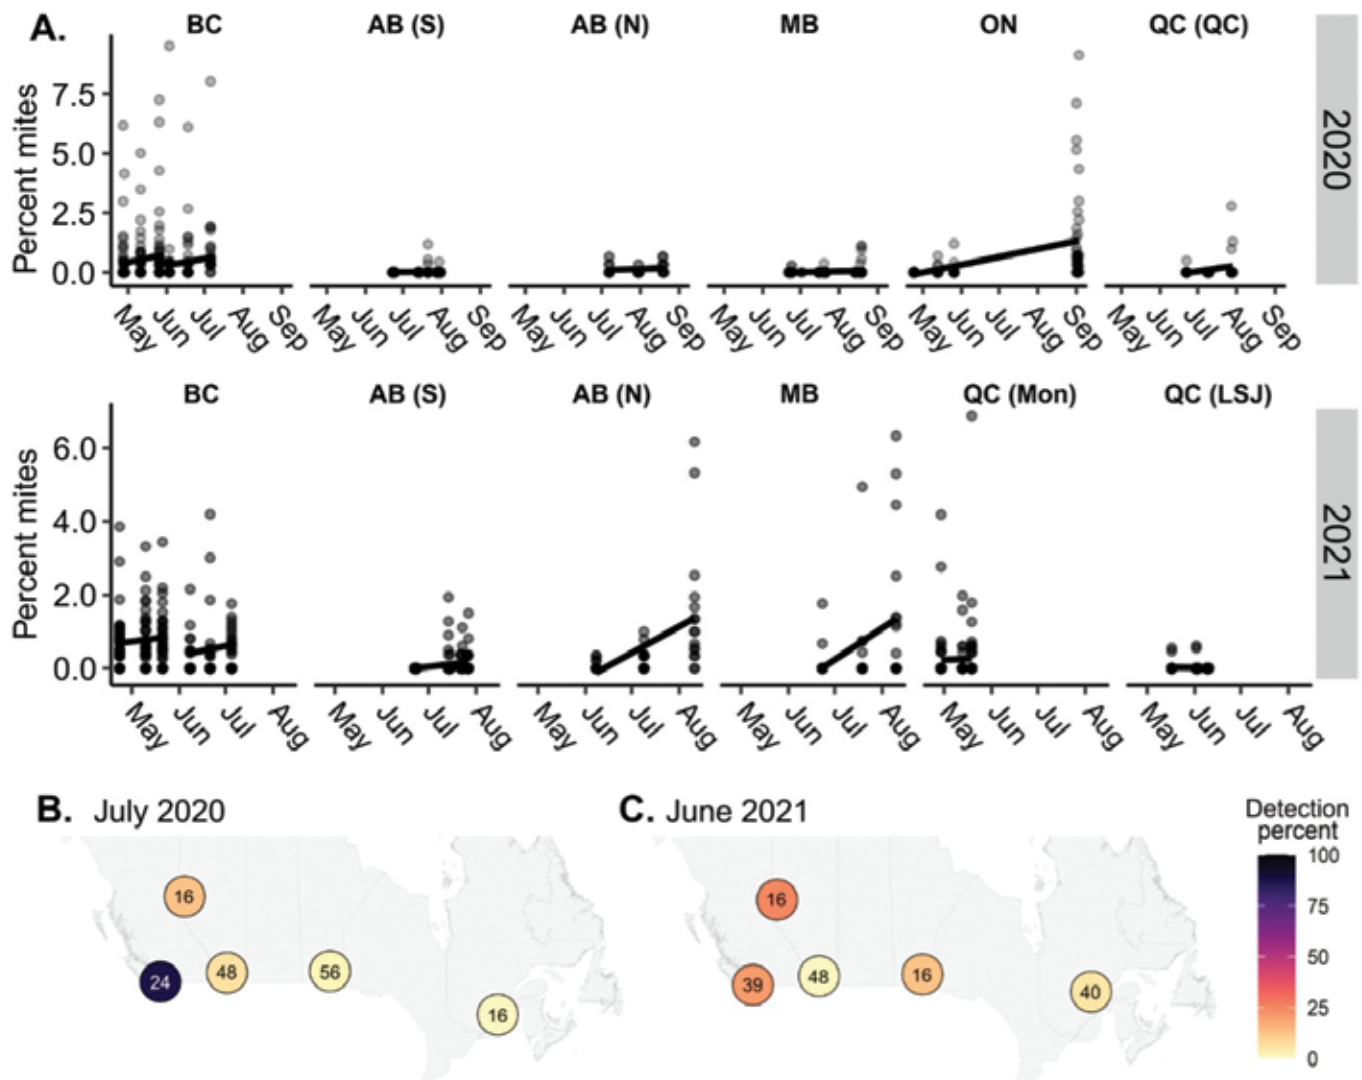 A.
BC AB (S) AB (N) MB ON QC (QC)
Percent mites
7.5
5.0
2.5
0.0
2020
May Jun Jul Aug Sep May Jun Jul Aug Sep May Jun Jul Aug Sep May Jun Jul Aug Sep May Jun Jul Aug Sep May Jun Jul Aug Sep
BC AB (S) AB (N) MB QC (Mon) QC (LSJ)
Percent mites
6.0
4.0
2.0
0.0
2021
May Jun Jul Aug May Jun Jul Aug May Jun Jul Aug May Jun Jul Aug May Jun Jul Aug May Jun Jul Aug
B. July 2020
16
24
48
56
16
C. June 2021
16
39
48
16
40
Detection
percent
100
75
50
25
0